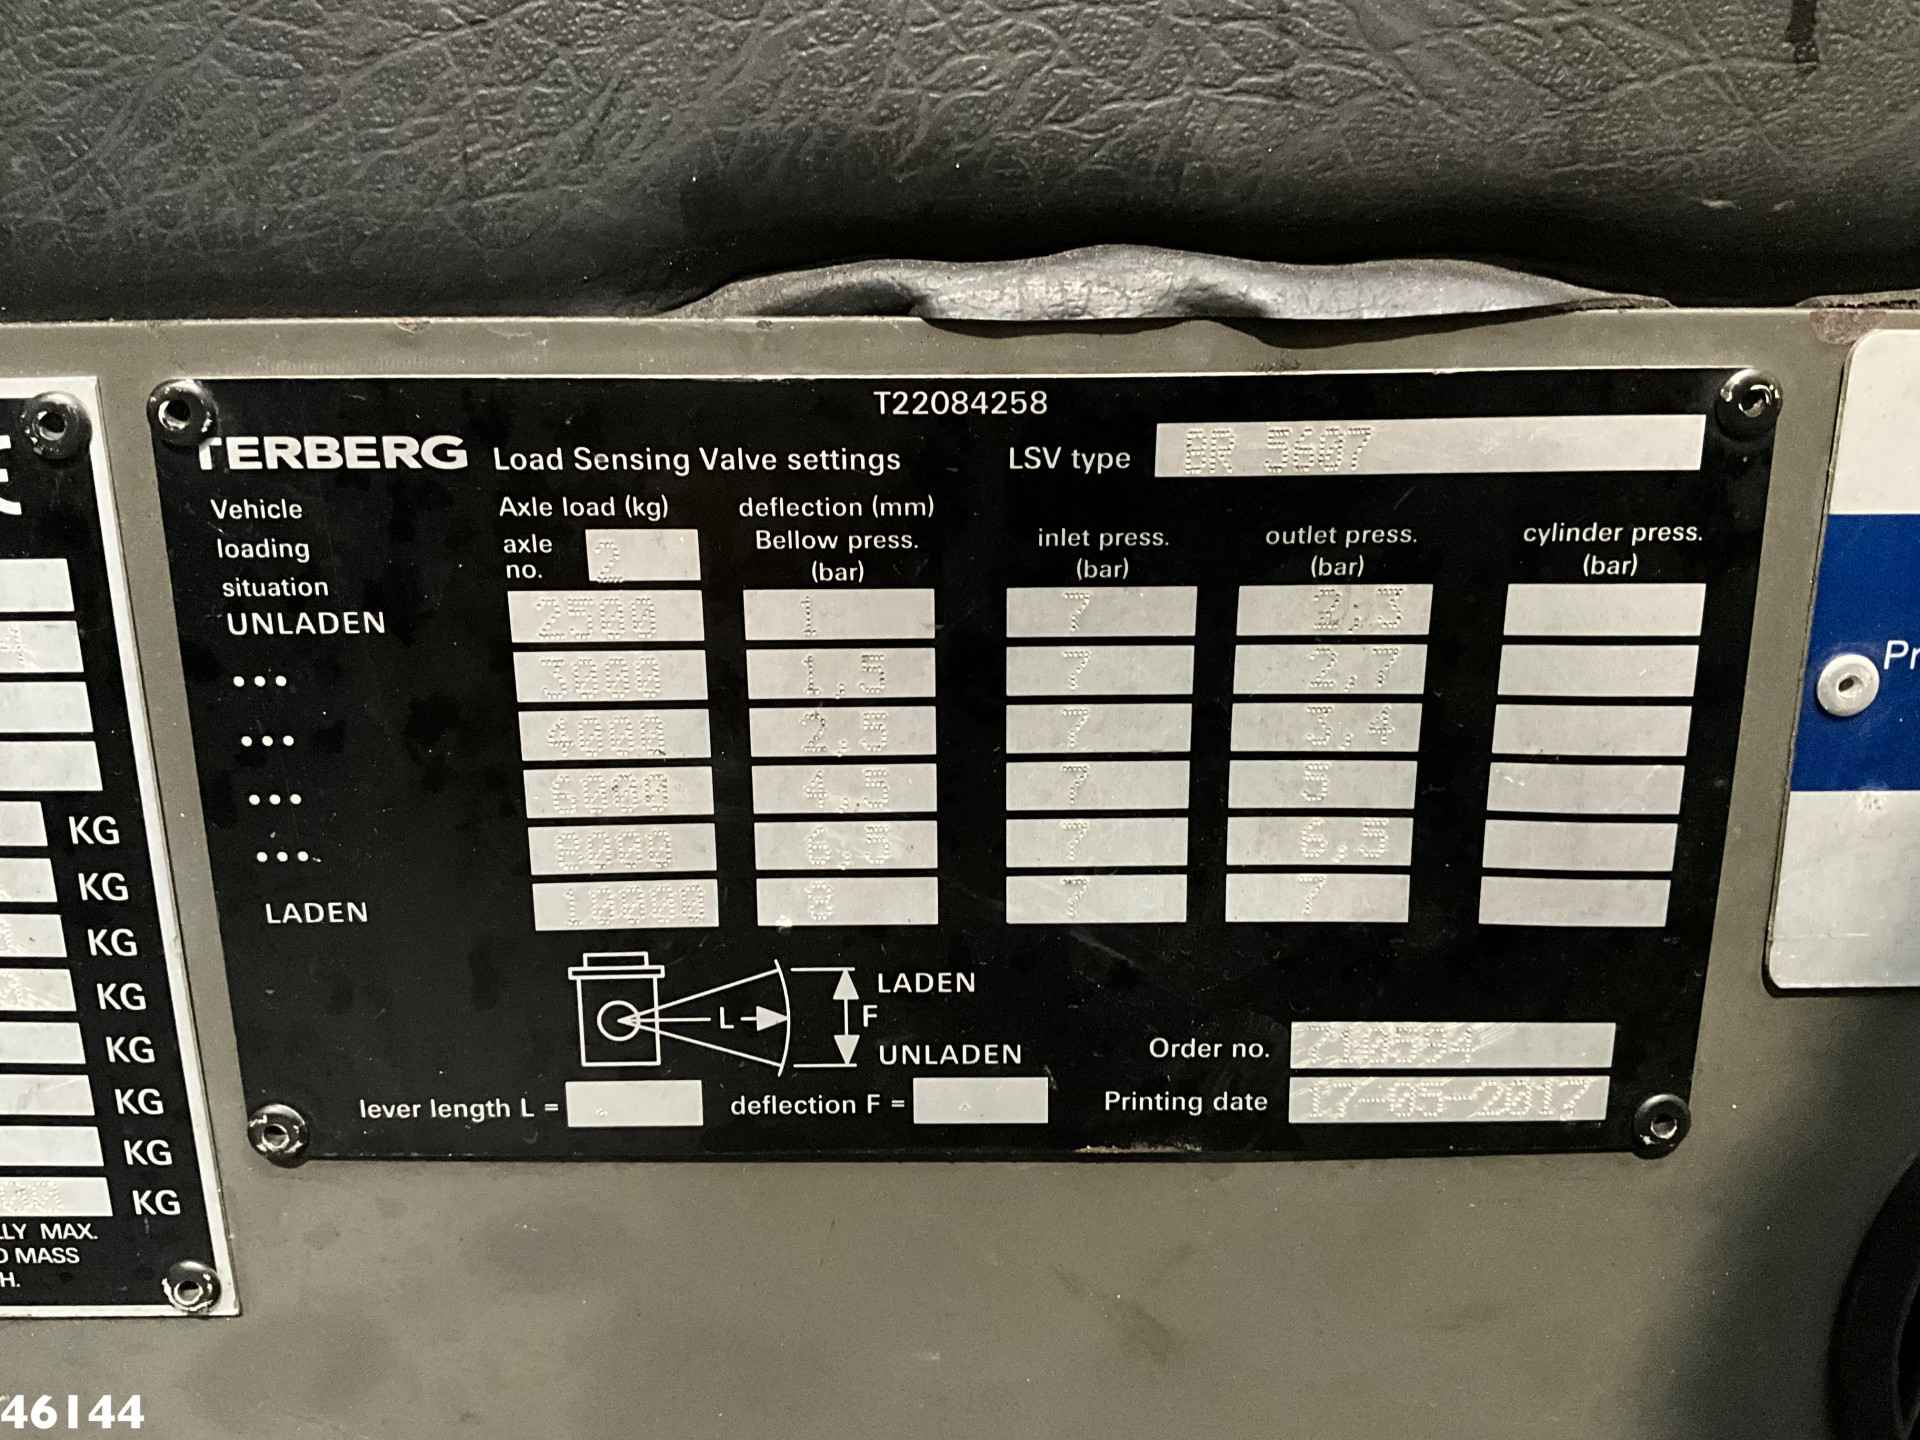 T22084258
TERBERG Load Sensing Valve settings LSV type BR 5607
Vehicle loading situation
Axle load (kg) axle no. 2
deflection (mm) Bellow press. (bar)
inlet press. (bar)
outlet press. (bar)
cylinder press. (bar)
UNLADEN 2500 1 7 2,3
... 3000 1,5 7 2,7
... 4000 2,5 7 3,4
... 6000 4,5 7 5
... 8000 6,5 7 6,5
LADEN 10000 8 7 7
LADEN
L F
UNLADEN
lever length L = . deflection F = .
Order no.
Printing date 17-05-2017
KG
KG
KG
KG
KG
KG
KG
KG
LLY MAX.
D MASS
H.
Pr
46144